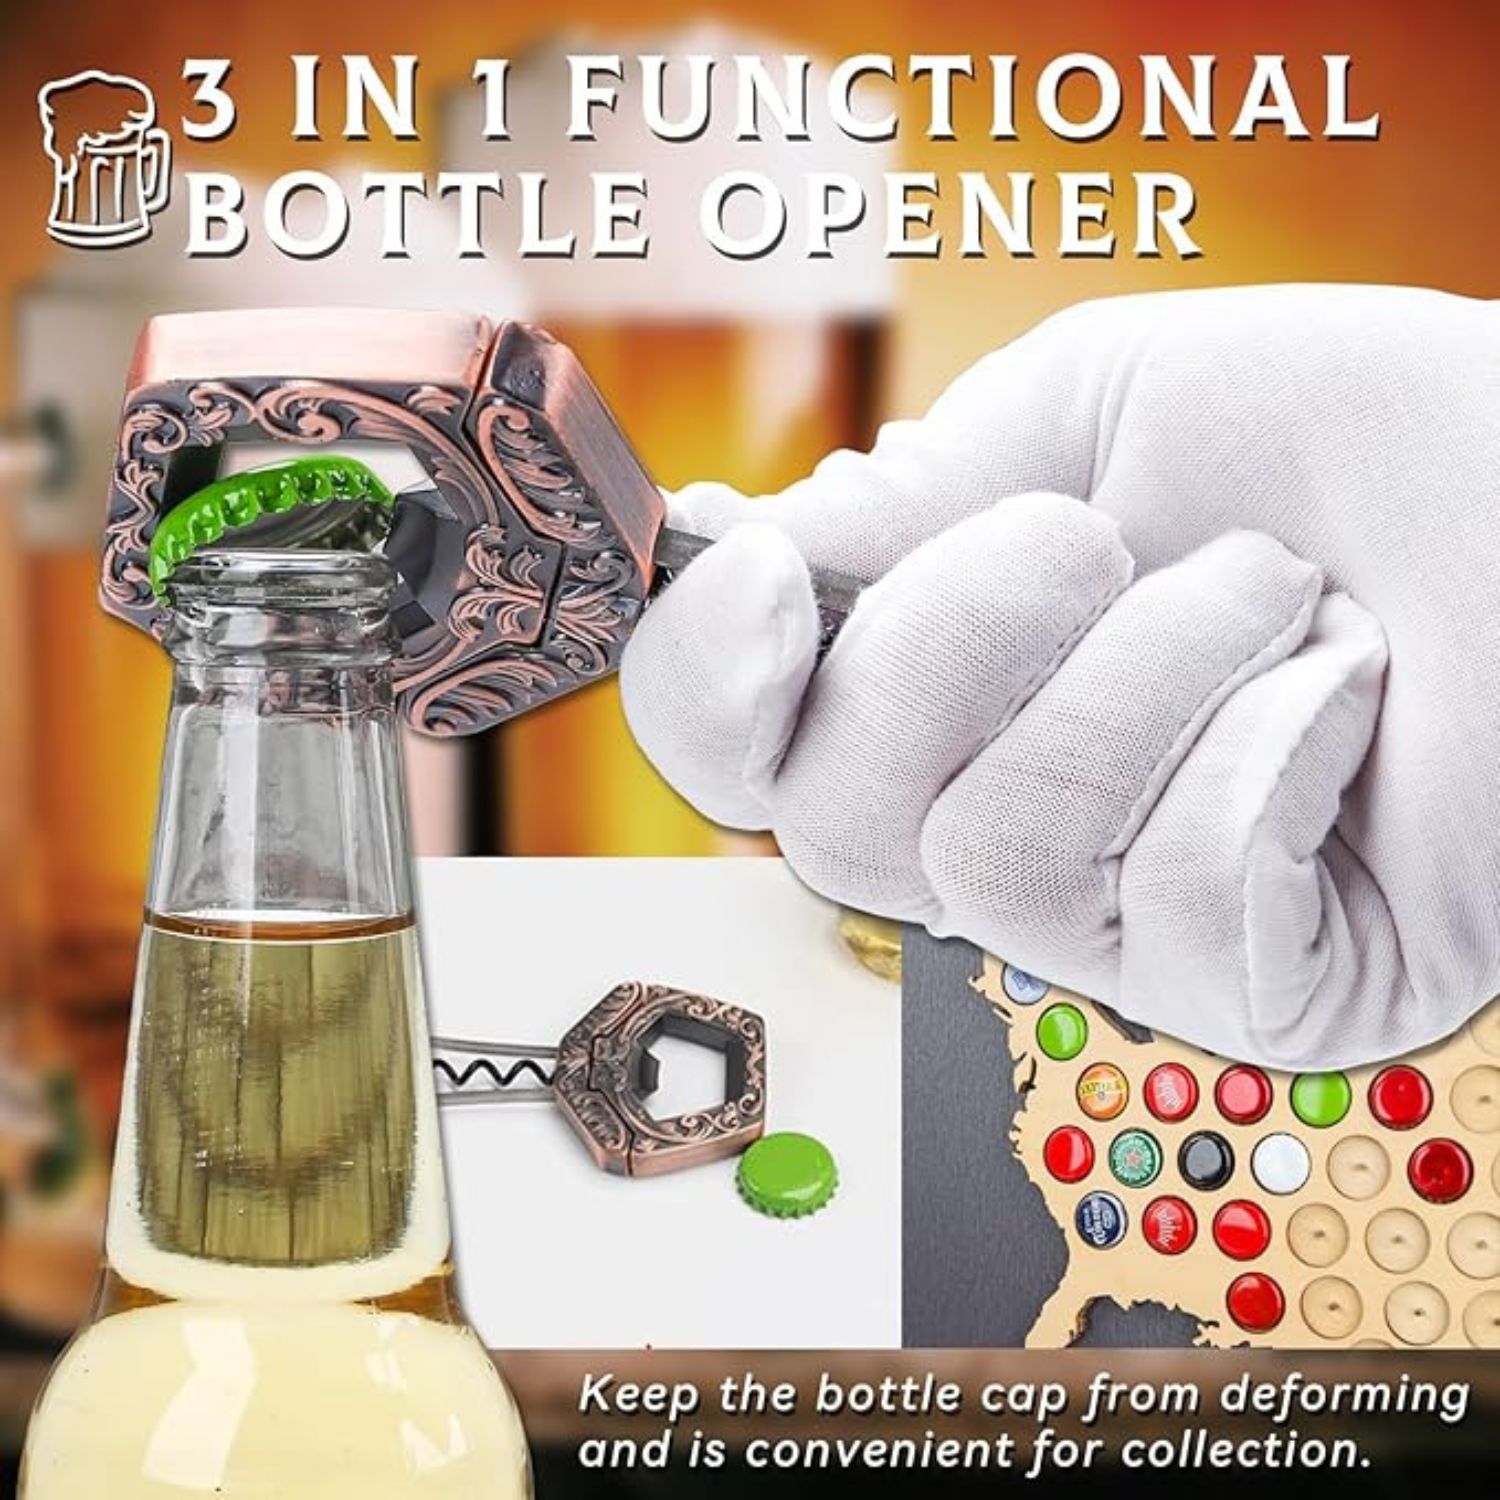 3 IN 1 FUNCTIONAL
BOTTLE OPENER
Keep the bottle cap from deforming
and is convenient for collection.